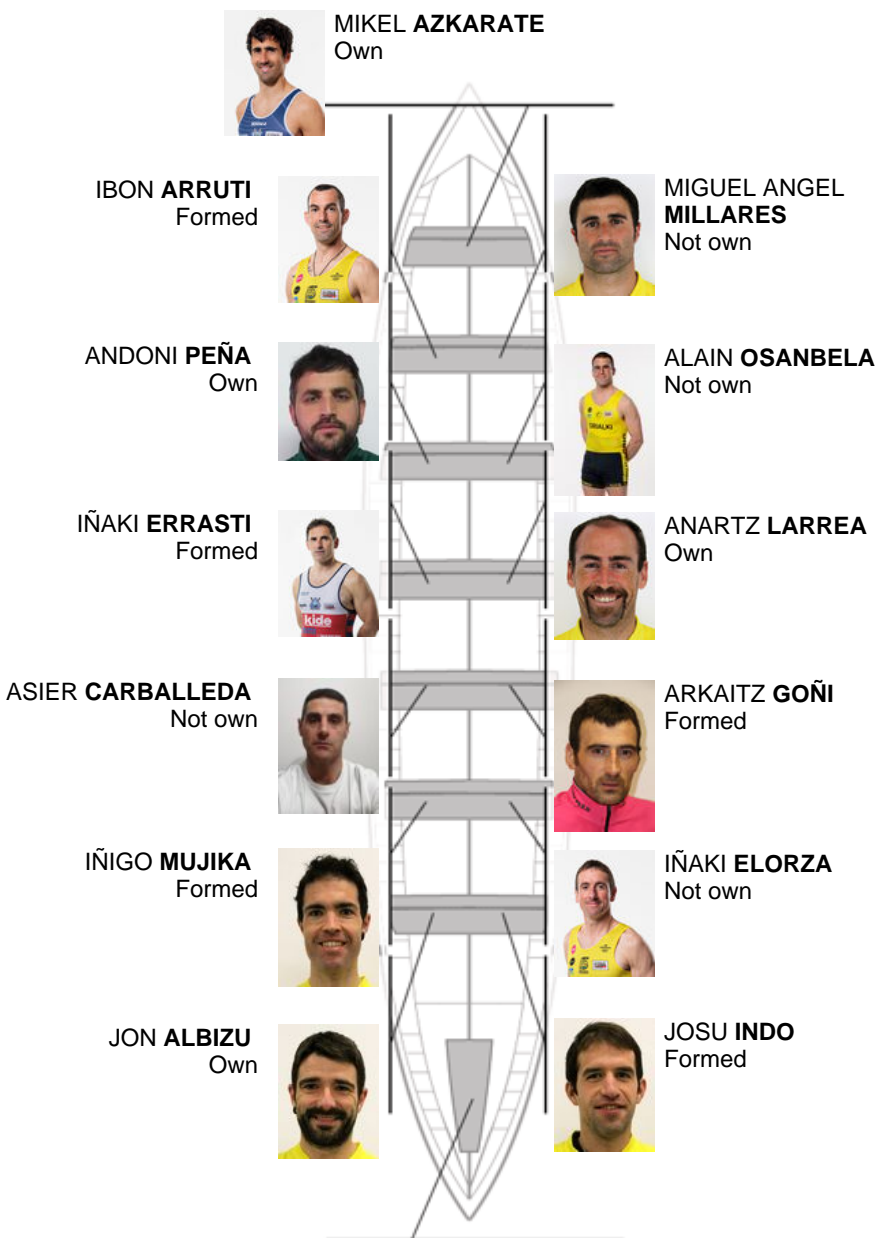 MIKEL AZKARATE
Own
IBON ARRUTI
Formed
MIGUEL ANGEL
MILLARES
Not own
ANDONI PEÑA
Own
ALAIN OSANBELA
Not own
IÑAKI ERRASTI
Formed
kide
ANARTZ LARREA
Own
ASIER CARBALLEDA
Not own
ARKAITZ GOÑI
Formed
IÑIGO MUJIKA
Formed
IÑAKI ELORZA
Not own
JON ALBIZU
Own
JOSU INDO
Formed